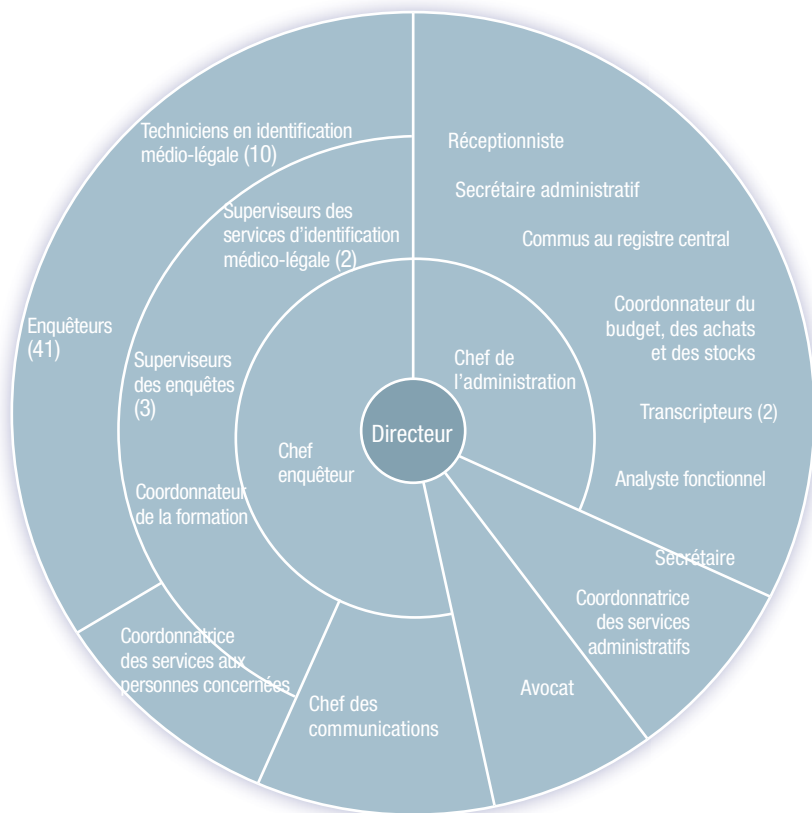 Techniciens en identification
médio-légale (10)
Réceptionniste
Secrétaire administratif
Superviseurs des
services d'identification
médico-légale (2)
Commus au registre central
Enquêteurs
(41)
Coordonnateur du
budget, des achats
et des stocks
Superviseurs
des enquêtes
(3)
Chef de
l'administration
Transcripteurs (2)
Directeur
Chef
enquêteur
Analyste fonctionnel
Coordonnateur
de la formation
Secrétaire
Coordonnatrice
des services
administratifs
Coordonnatrice
des services aux
personnes concernées
Avocat
Chef des
communications